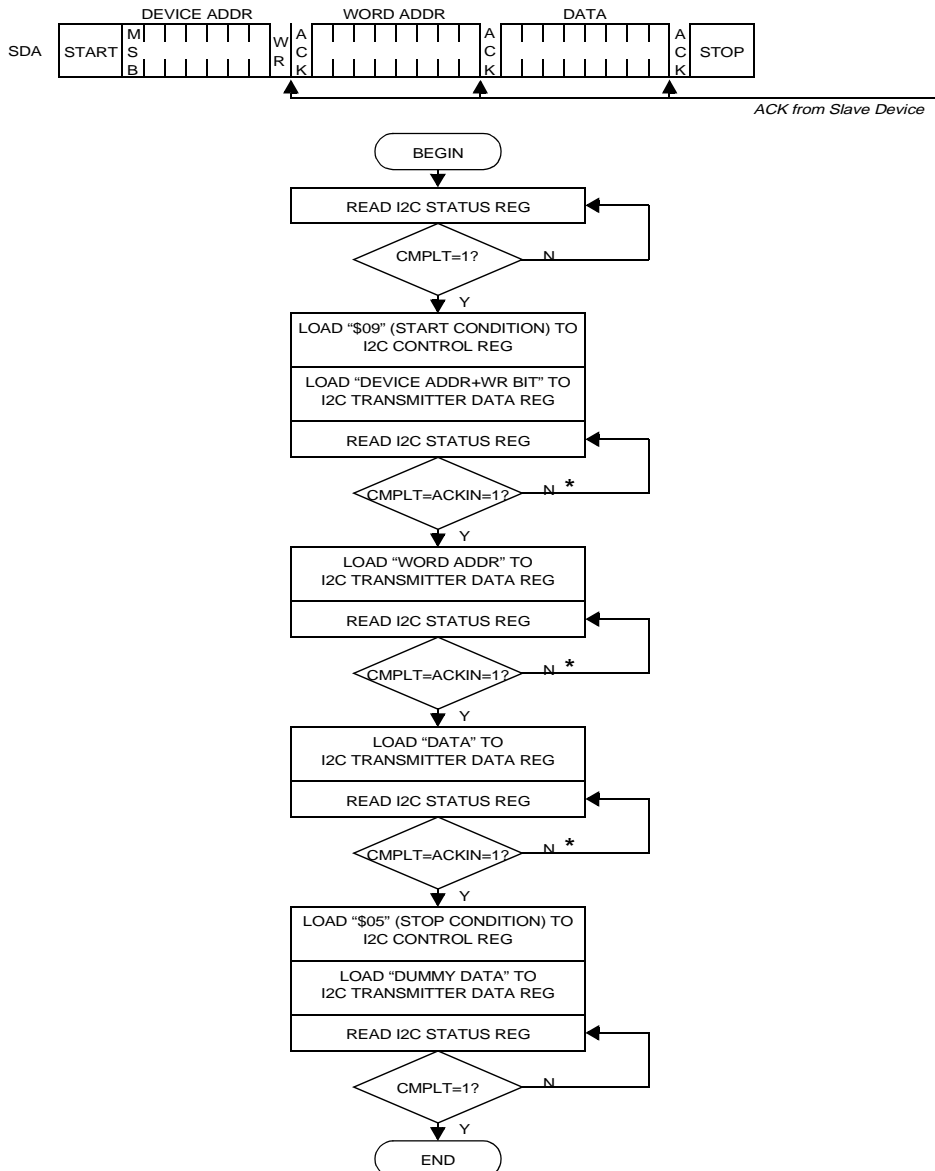 DEVICE ADDR WORD ADDR DATA
SDA START MSB WR ACK ACK ACK STOP
ACK from Slave Device
BEGIN
READ I2C STATUS REG
CMPLT=1? N
Y
LOAD “$09” (START CONDITION) TO
I2C CONTROL REG
LOAD “DEVICE ADDR+WR BIT” TO
I2C TRANSMITTER DATA REG
READ I2C STATUS REG
CMPLT=ACKIN=1? N *
Y
LOAD “WORD ADDR” TO
I2C TRANSMITTER DATA REG
READ I2C STATUS REG
CMPLT=ACKIN=1? N *
Y
LOAD “DATA” TO
I2C TRANSMITTER DATA REG
READ I2C STATUS REG
CMPLT=ACKIN=1? N *
Y
LOAD “$05” (STOP CONDITION) TO
I2C CONTROL REG
LOAD “DUMMY DATA” TO
I2C TRANSMITTER DATA REG
READ I2C STATUS REG
CMPLT=1? N
Y
END